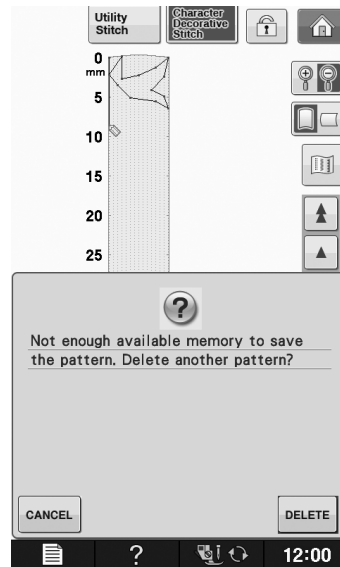 Utility
Stitch
Character
Decorative
Stitch
0
mm
5
10
15
20
25
?
Not enough available memory to save
the pattern. Delete another pattern?
CANCEL
DELETE
?
12:00